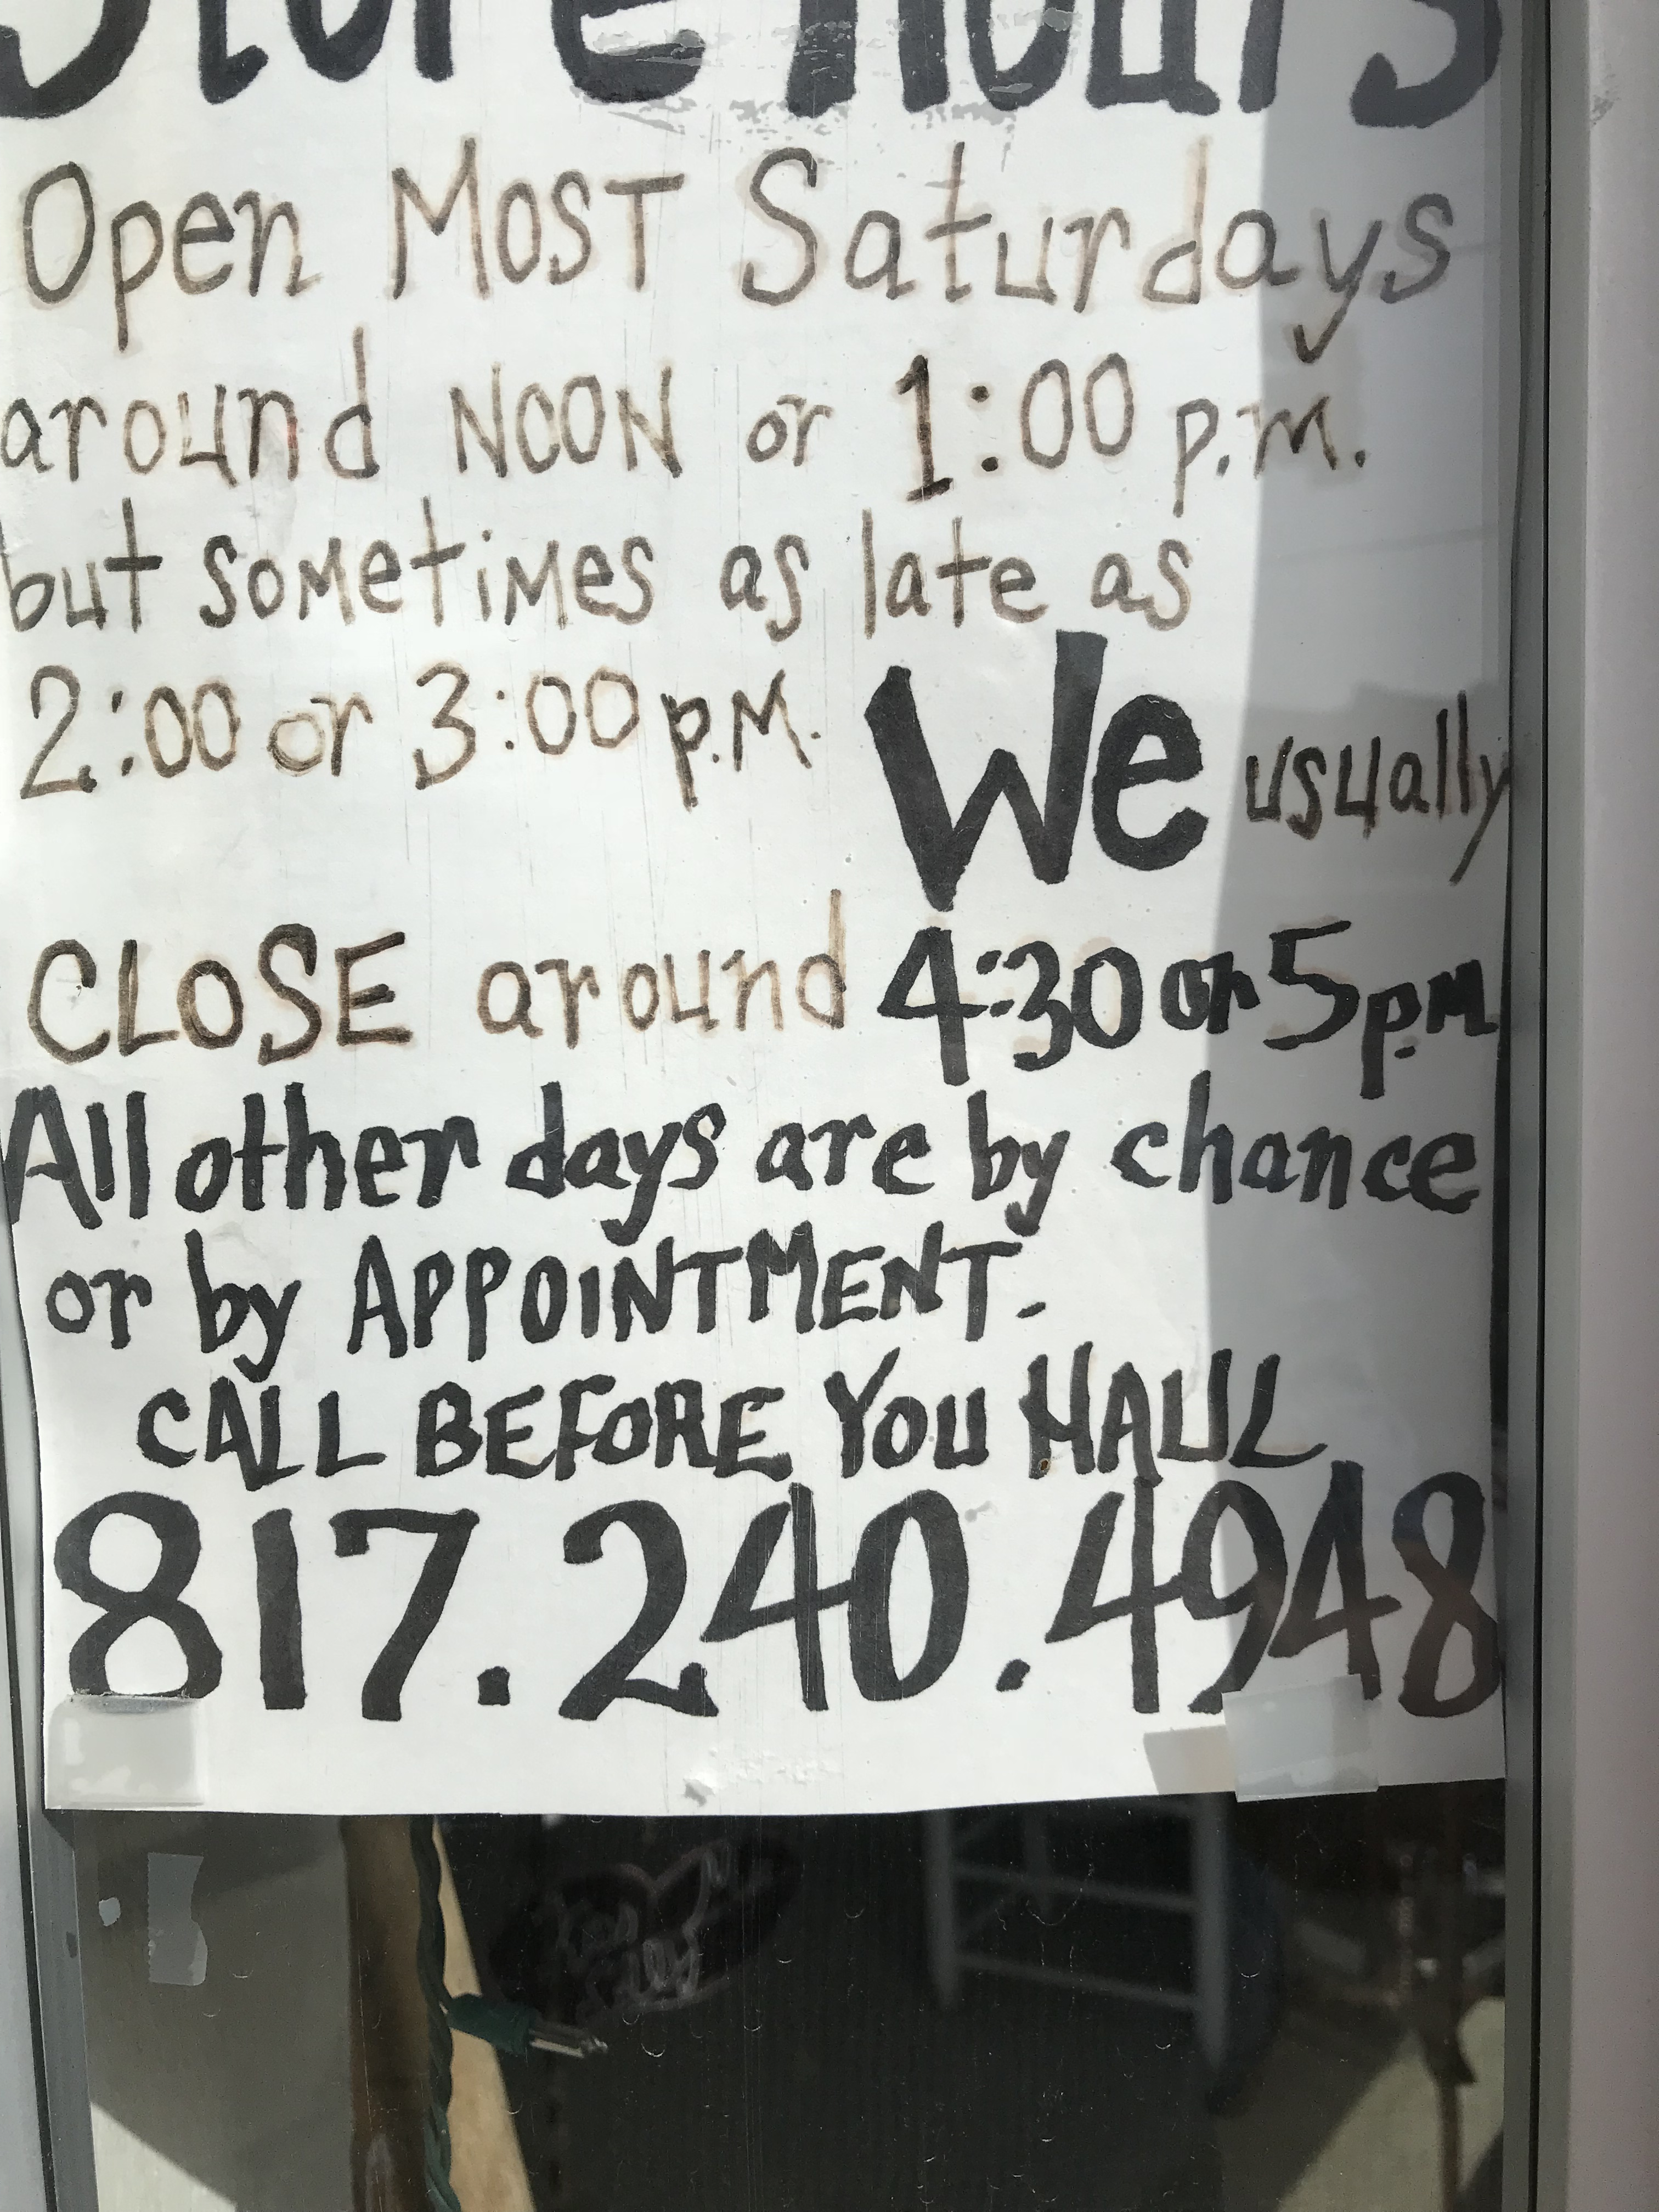 Store Hours
Open MOST Saturdays
around NOON or 1:00 P.M.
but SOMetiMES as late as
2:00 or 3:00 P.M. We usually
CLOSE around 4:30 or 5 P.M
All other days are by chance
or by APPOINTMENT.
CALL BEFORE YOU HAUL
817.240.4948